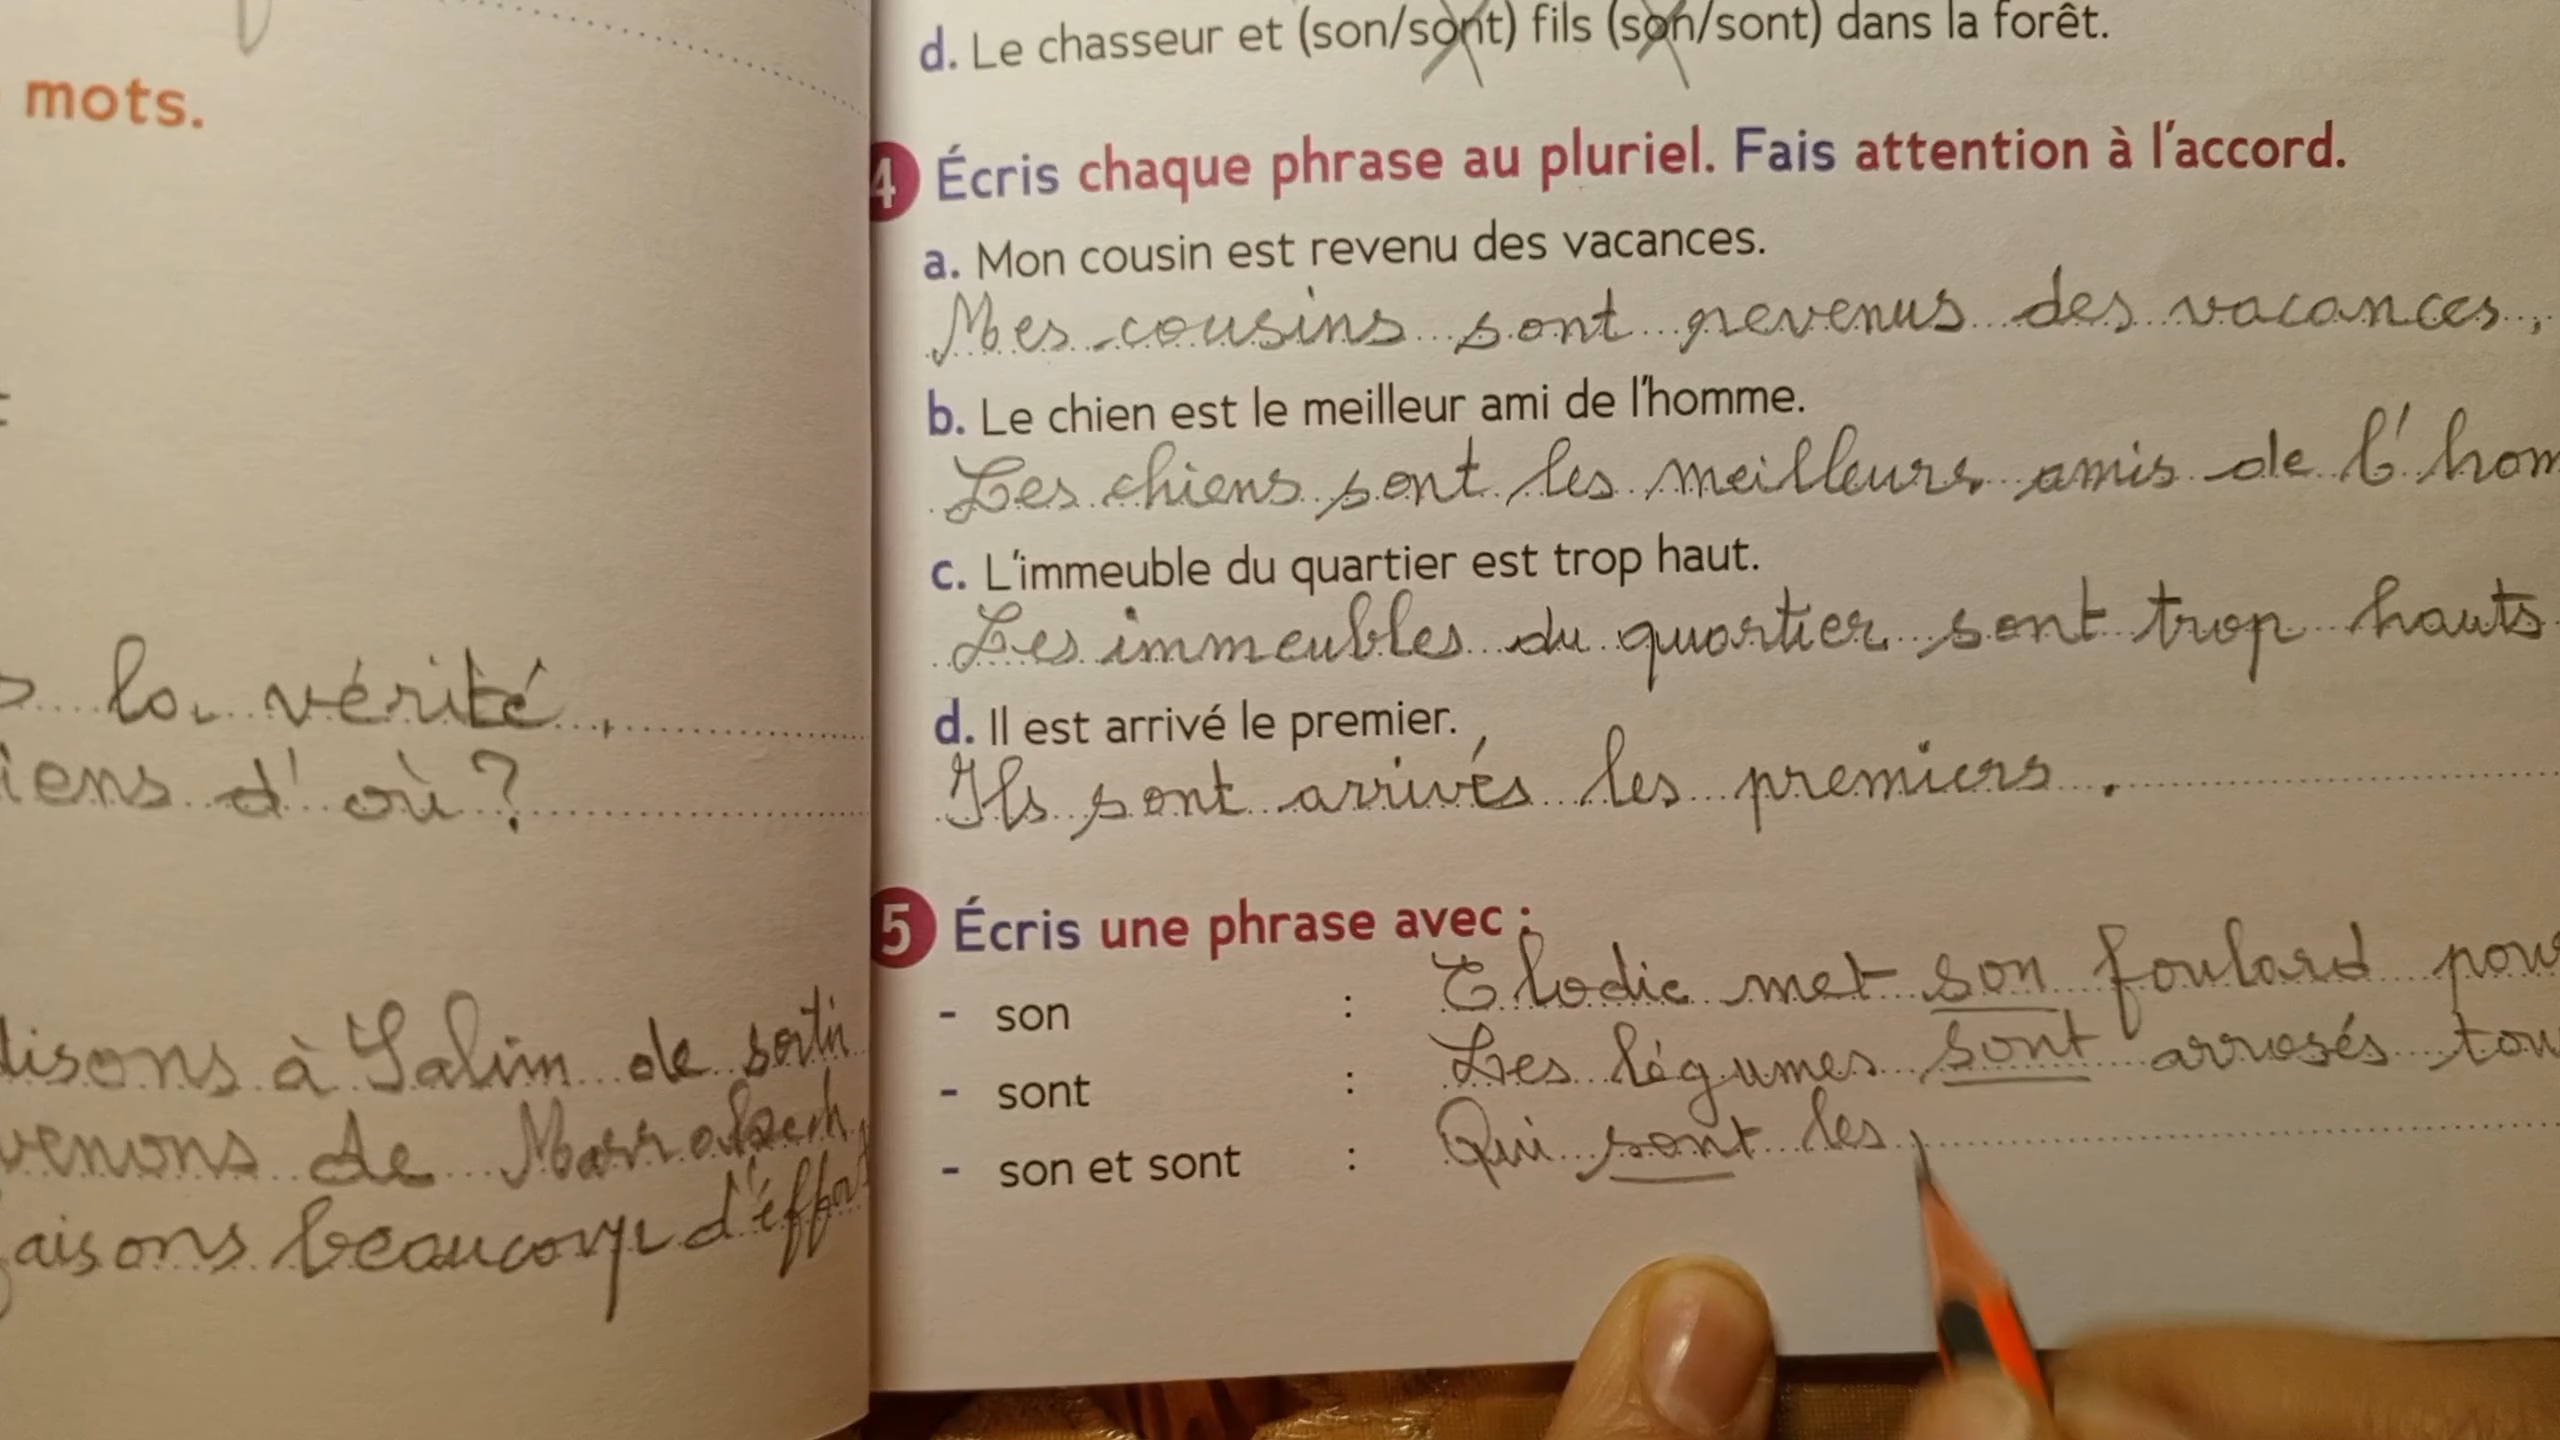 mots.
la vérité.
iens d'où ?
disons à Salim de sortir
venons de Marrakech.
aisons beaucoup d'éffort
d. Le chasseur et (son/sont) fils (son/sont) dans la forêt.
4 Écris chaque phrase au pluriel. Fais attention à l'accord.
a. Mon cousin est revenu des vacances.
Mes cousins sont revenus des vacances.
b. Le chien est le meilleur ami de l'homme.
Les chiens sont les meilleurs amis de l'hom
c. L'immeuble du quartier est trop haut.
Les immeubles du quartier sont trop hauts
d. Il est arrivé le premier.
Ils sont arrivés les premiers.
5 Écris une phrase avec :
- son : Elodie met son foulard pour
- sont : Les légumes sont arrosés tou
- son et sont : Qui sont les